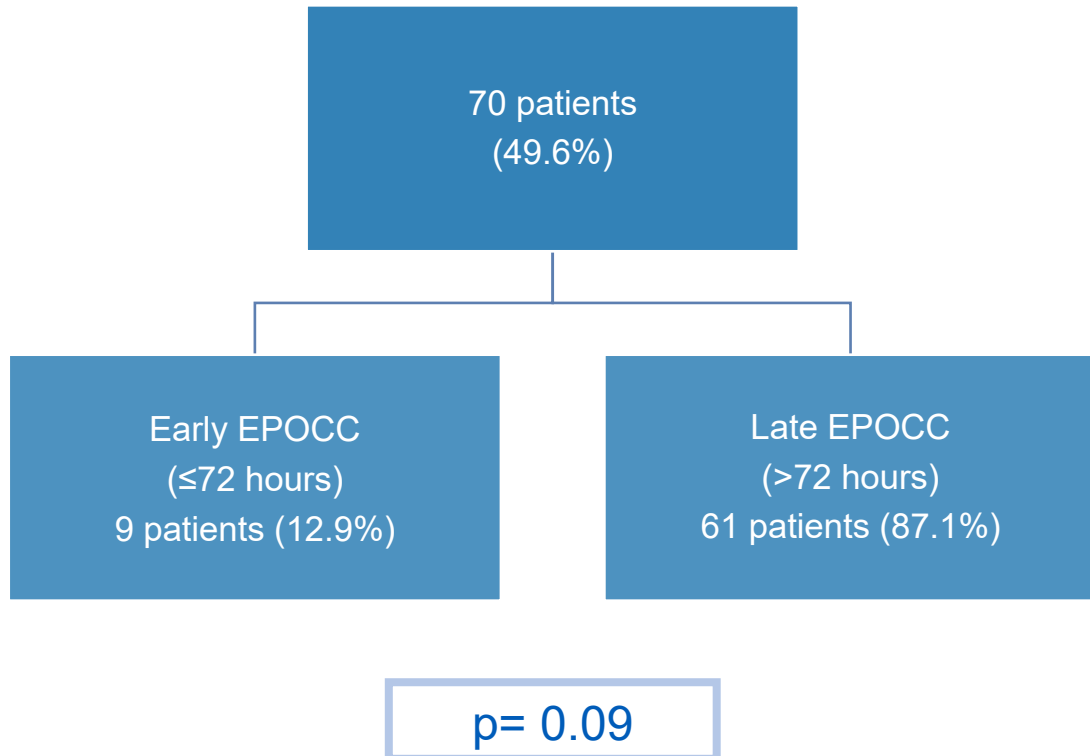 70 patients
(49.6%)
Early EPOCC
(≤72 hours)
9 patients (12.9%)
Late EPOCC
(>72 hours)
61 patients (87.1%)
p= 0.09